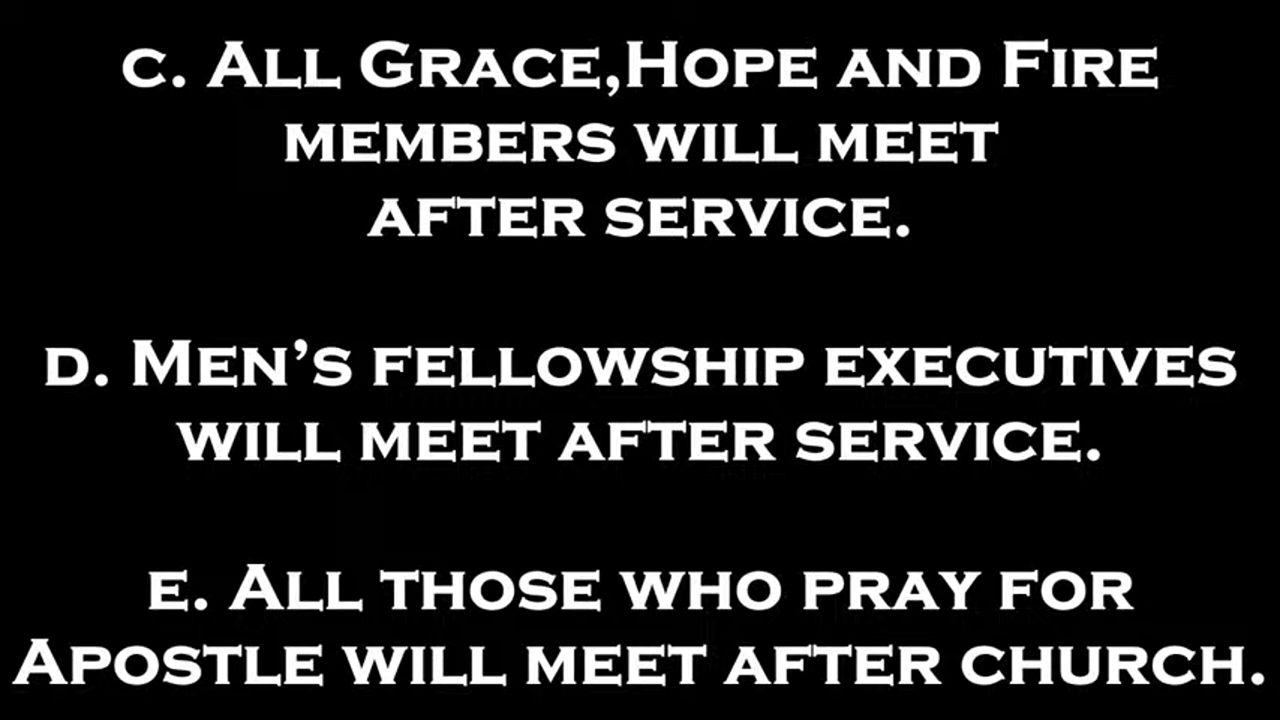 C. ALL GRACE,HOPE AND FIRE
MEMBERS WILL MEET
AFTER SERVICE.
D. MEN’S FELLOWSHIP EXECUTIVES
WILL MEET AFTER SERVICE.
E. ALL THOSE WHO PRAY FOR
APOSTLE WILL MEET AFTER CHURCH.